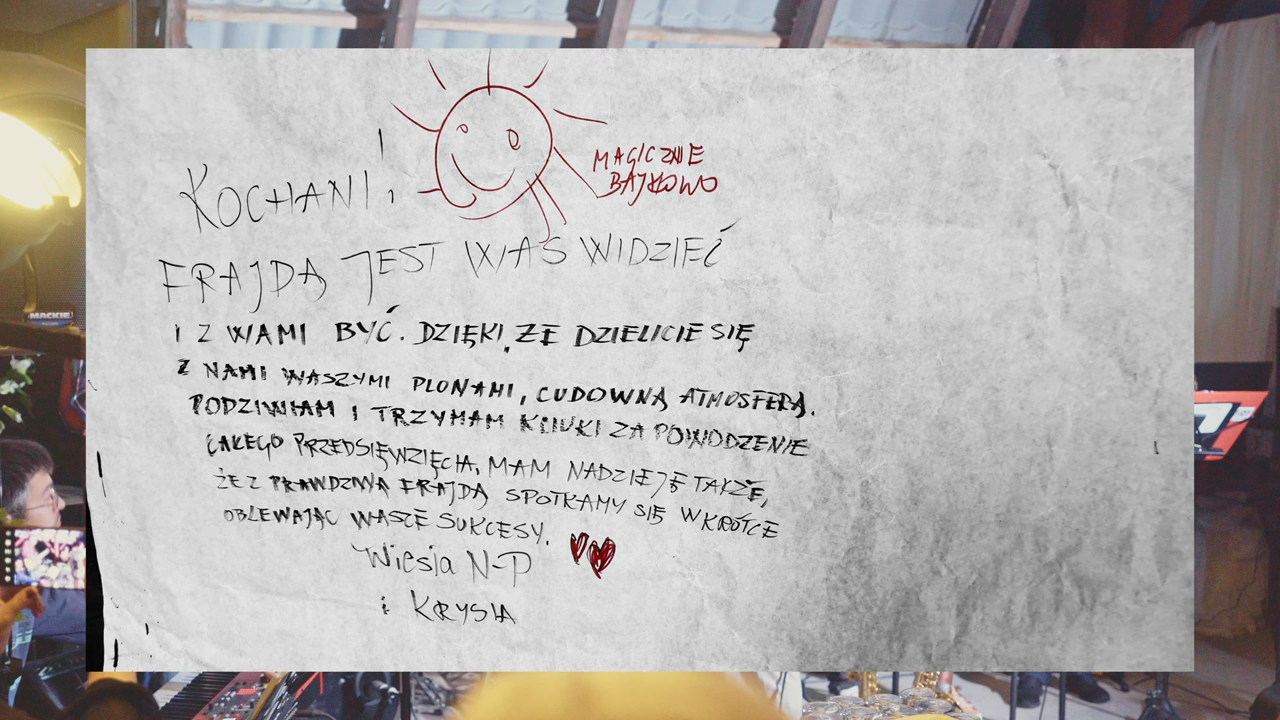 MAGICZNIE
BAJKOWO
KOCHANI,
FRAJDĄ JEST WAS WIDZIEĆ
I Z WAMI BYĆ. DZIĘKI, ŻE DZIELICIE SIĘ
Z NAMI WASZYMI PLONAMI, CUDOWNĄ ATMOSFERĄ.
PODZIWIAM I TRZYMAM KCIUKI ZA POWODZENIE
CAŁEGO PRZEDSIĘWZIĘCIA, MAM NADZIEJĘ TAKŻE,
ŻE Z PRAWDZIWĄ FRAJDĄ SPOTKAMY SIĘ WKRÓTCE
OBLEWAJĄC WASZE SUKCESY.
Wiesia N-P
i KRYSIA
MACKIE